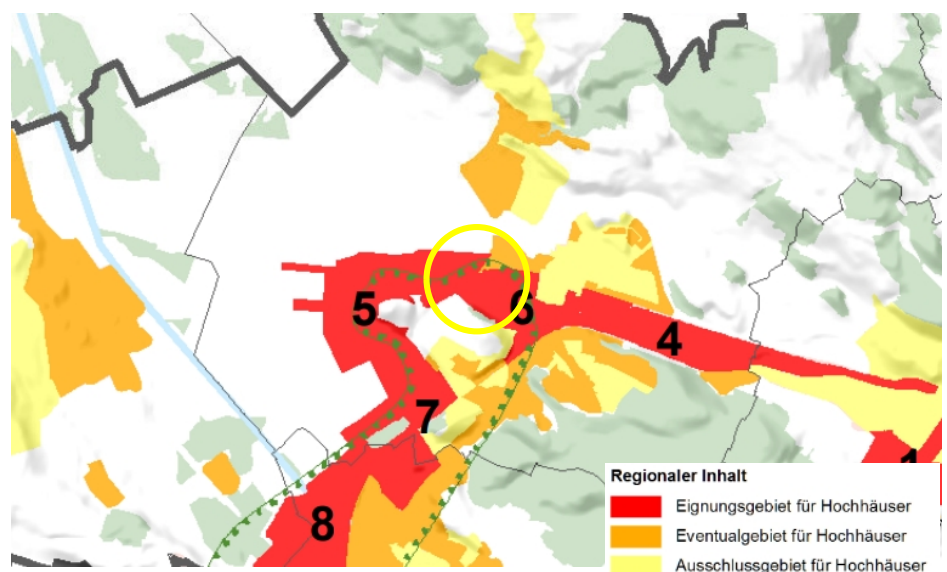 5
6
4
7
8
1
Regionaler Inhalt
Eignungsgebiet für Hochhäuser
Eventualgebiet für Hochhäuser
Ausschlussgebiet für Hochhäuser